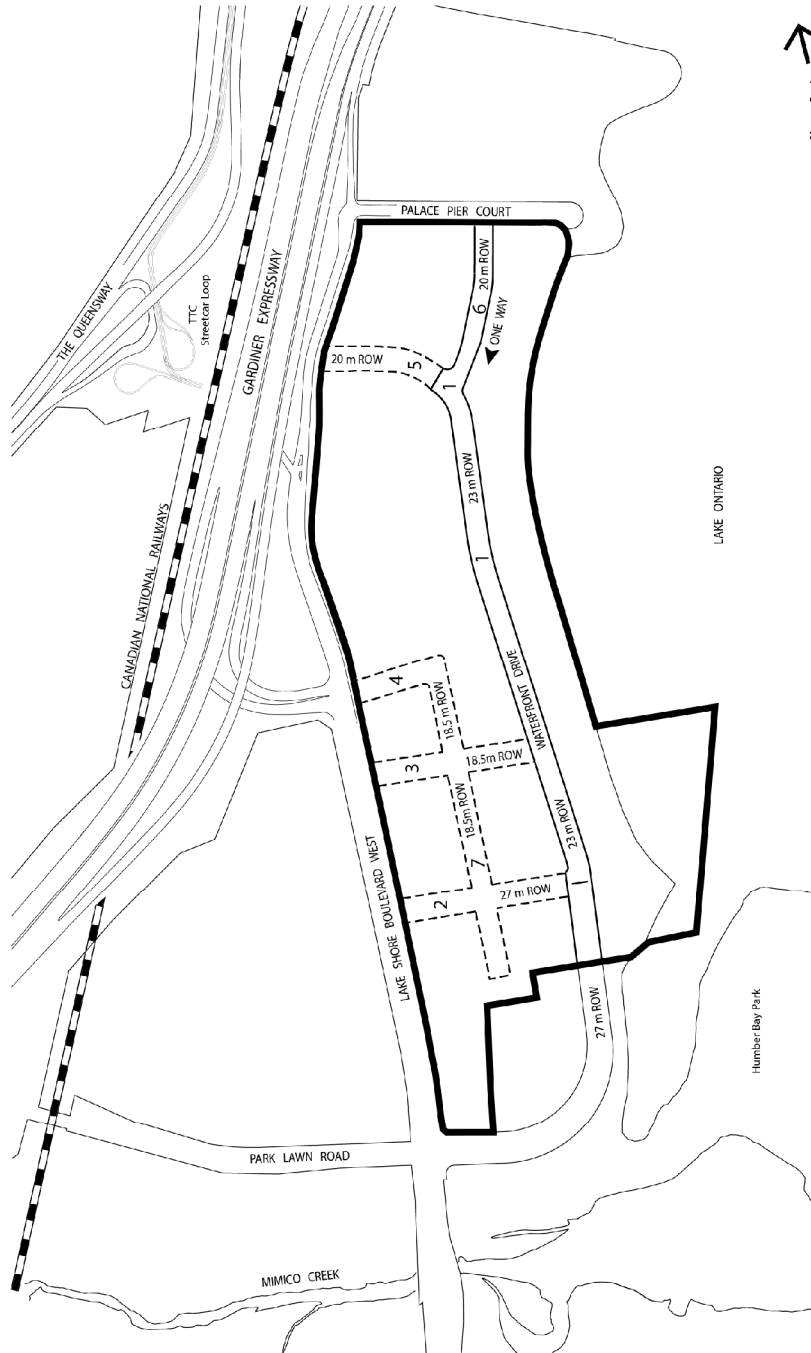 PALACE PIER COURT
THE QUEENSWAY
TTC
Streetcar Loop
GARDINER EXPRESSWAY
20 m ROW
6
ONE WAY
20 m ROW
5
1
23 m ROW
LAKE ONTARIO
CANADIAN NATIONAL RAILWAYS
1
4
WATERFRONT DRIVE
18.5 m ROW
3
18.5m ROW
18.5m ROW
23 m ROW
7
LAKE SHORE BOULEVARD WEST
2
27 m ROW
1
27 m ROW
Humber Bay Park
PARK LAWN ROAD
MIMICO CREEK